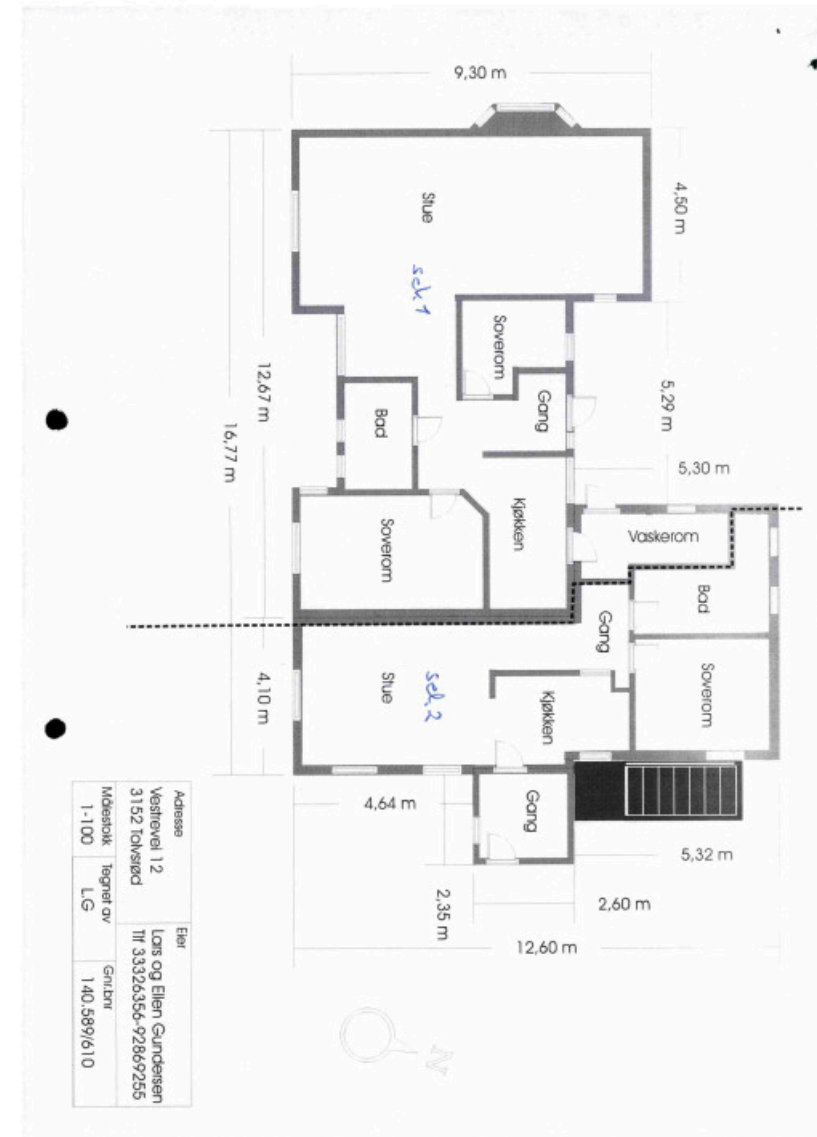 9,30 m
4,50 m
Stue
sek 1
Soverom
5,29 m
12,67 m
16,77 m
Gang
Bad
5,30 m
Kjøkken
Soverom
Vaskerom
Bad
Gang
Soverom
4,10 m
Stue
sek. 2
Kjøkken
Gang
4,64 m
5,32 m
2,35 m
2,60 m
12,60 m
Adresse
Vestrevei 12
3152 Tolvsrød
Eier
Lars og Ellen Gundersen
Tlf 33326356-92869255
Målestokk
1-100
Tegnet av
L.G
Gnr.bnr
140.589/610
N